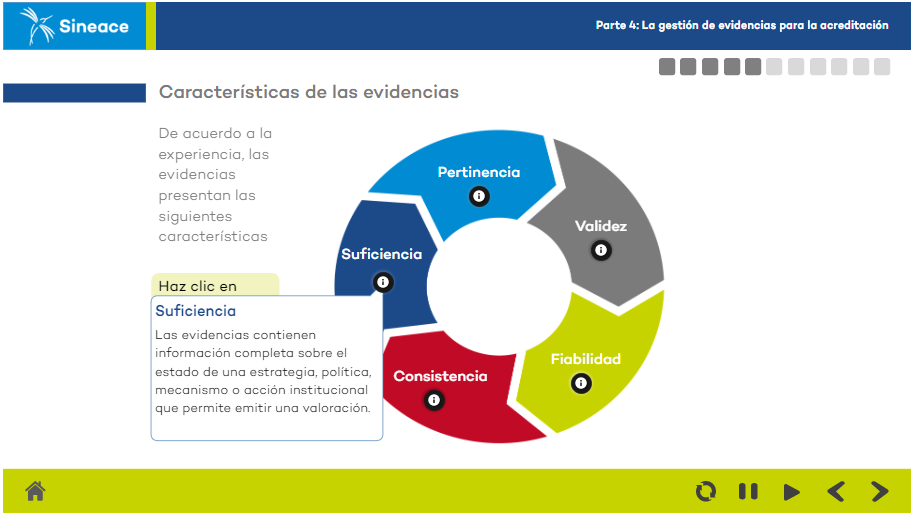 Sineace
Parte 4: La gestión de evidencias para la acreditación
Características de las evidencias
De acuerdo a la
experiencia, las
evidencias
presentan las
siguientes
características
Haz clic en
Pertinencia
Validez
Fiabilidad
Consistencia
Suficiencia
Suficiencia
Las evidencias contienen
información completa sobre el
estado de una estrategia, política,
mecanismo o acción institucional
que permite emitir una valoración.